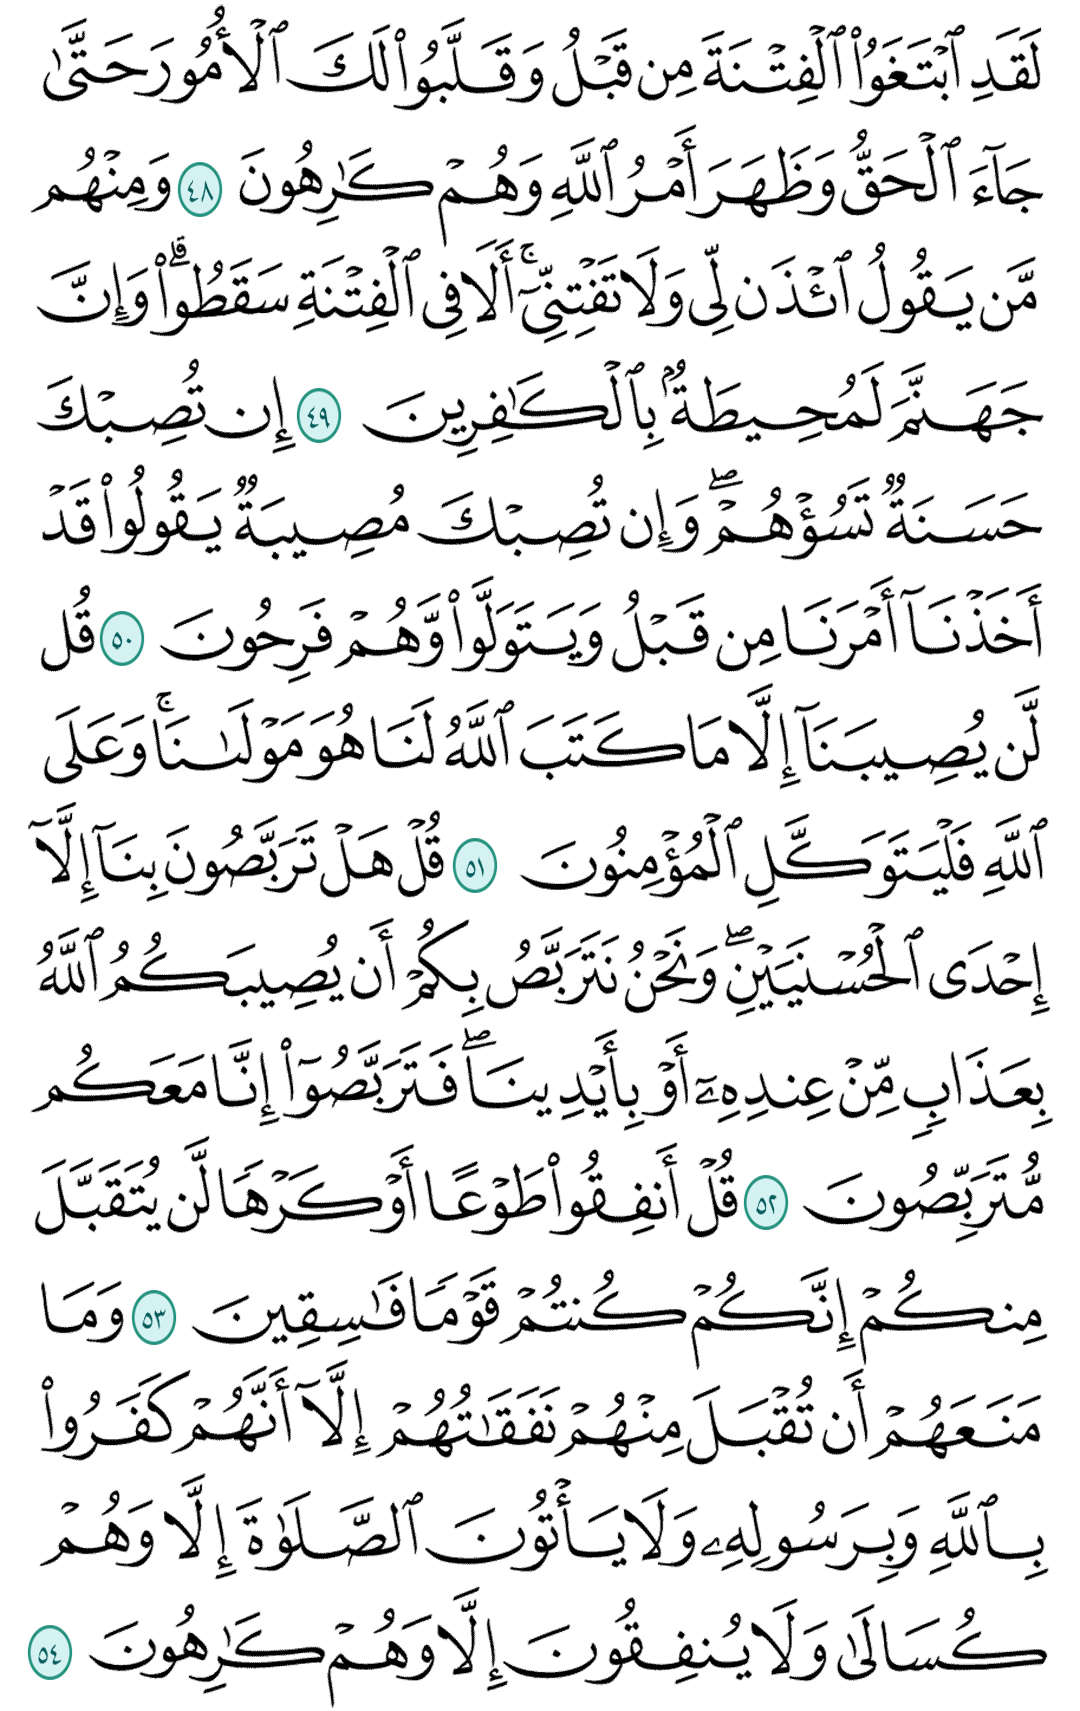 لَقَدِ ٱبْتَغَوُا۟ ٱلْفِتْنَةَ مِن قَبْلُ وَقَلَّبُوا۟ لَكَ ٱلْأُمُورَ حَتَّىٰ
جَآءَ ٱلْحَقُّ وَظَهَرَ أَمْرُ ٱللَّهِ وَهُمْ كَـٰرِهُونَ ٤٨ وَمِنْهُم
مَّن يَقُولُ ٱئْذَن لِّى وَلَا تَفْتِنِّىٓ ۚ أَلَا فِى ٱلْفِتْنَةِ سَقَطُوا۟ ۗ وَإِنَّ
جَهَنَّمَ لَمُحِيطَةٌۢ بِٱلْكَـٰفِرِينَ ٤٩ إِن تُصِبْكَ
حَسَنَةٌ تَسُؤْهُمْ ۖ وَإِن تُصِبْكَ مُصِيبَةٌ يَقُولُوا۟ قَدْ
أَخَذْنَآ أَمْرَنَا مِن قَبْلُ وَيَتَوَلَّوا۟ وَّهُمْ فَرِحُونَ ٥٠ قُل
لَّن يُصِيبَنَآ إِلَّا مَا كَتَبَ ٱللَّهُ لَنَا هُوَ مَوْلَىٰنَا ۚ وَعَلَى
ٱللَّهِ فَلْيَتَوَكَّلِ ٱلْمُؤْمِنُونَ ٥١ قُلْ هَلْ تَرَبَّصُونَ بِنَآ إِلَّآ
إِحْدَى ٱلْحُسْنَيَيْنِ ۖ وَنَحْنُ نَتَرَبَّصُ بِكُمْ أَن يُصِيبَكُمُ ٱللَّهُ
بِعَذَابٍ مِّنْ عِندِهِۦٓ أَوْ بِأَيْدِينَا ۖ فَتَرَبَّصُوٓا۟ إِنَّا مَعَكُم
مُّتَرَبِّصُونَ ٥٢ قُلْ أَنفِقُوا۟ طَوْعًا أَوْ كَرْهًا لَّن يُتَقَبَّلَ
مِنكُمْ إِنَّكُمْ كُنتُمْ قَوْمًا فَـٰسِقِينَ ٥٣ وَمَا
مَنَعَهُمْ أَن تُقْبَلَ مِنْهُمْ نَفَقَـٰتُهُمْ إِلَّآ أَنَّهُمْ كَفَرُوا۟
بِٱللَّهِ وَبِرَسُولِهِۦ وَلَا يَأْتُونَ ٱلصَّلَوٰةَ إِلَّا وَهُمْ
كُسَالَىٰ وَلَا يُنفِقُونَ إِلَّا وَهُمْ كَـٰرِهُونَ ٥٤